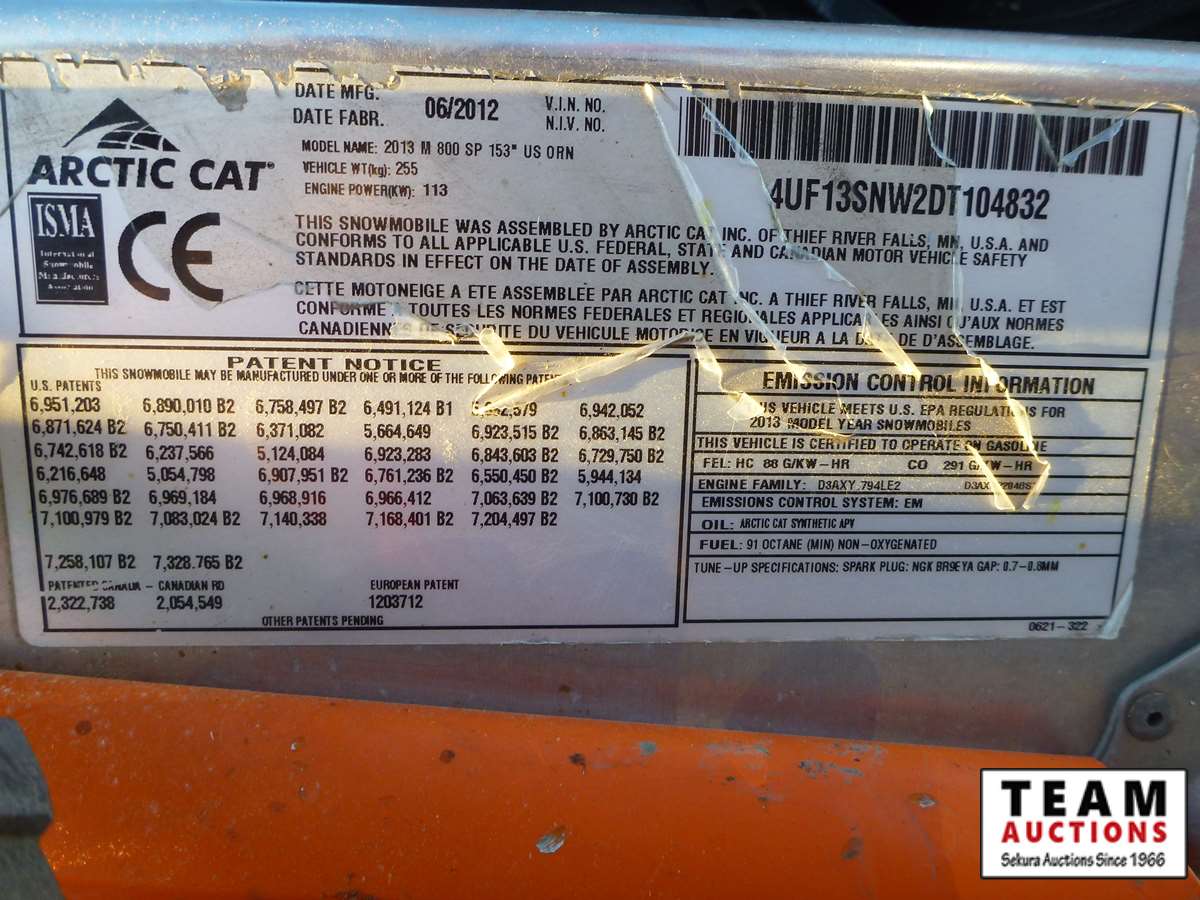 ARCTIC CAT®
ISMA
International
Snowmobile
Manufacturers
Association
CE
DATE MFG.
DATE FABR.
06/2012
V.I.N. NO.
N.I.V. NO.
MODEL NAME: 2013 M 800 SP 153" US ORN
VEHICLE WT(kg): 255
ENGINE POWER(KW): 113
4UF13SNW2DT104832
THIS SNOWMOBILE WAS ASSEMBLED BY ARCTIC CAT INC. OF THIEF RIVER FALLS, MN, U.S.A. AND
CONFORMS TO ALL APPLICABLE U.S. FEDERAL, STATE AND CANADIAN MOTOR VEHICLE SAFETY
STANDARDS IN EFFECT ON THE DATE OF ASSEMBLY.
CETTE MOTONEIGE A ETE ASSEMBLEE PAR ARCTIC CAT INC. A THIEF RIVER FALLS, MN, U.S.A. ET EST
CONFORME TOUTES LES NORMES FEDERALES ET REGIONALES APPLICABLES AINSI QU'AUX NORMES
CANADIENNES DE SECURITE DU VEHICULE MOTORICE EN VIGUEUR A LA DATE DE D'ASSEMBLAGE.
PATENT NOTICE
THIS SNOWMOBILE MAY BE MANUFACTURED UNDER ONE OR MORE OF THE FOLLOWING PATENTS
U.S. PATENTS
6,951,203 6,890,010 B2 6,758,497 B2 6,491,124 B1 6,942,052
6,871,624 B2 6,750,411 B2 6,371,082 5,664,649 6,923,515 B2 6,863,145 B2
6,742,618 B2 6,237,566 5,124,084 6,923,283 6,843,603 B2 6,729,750 B2
6,216,648 5,054,798 6,907,951 B2 6,761,236 B2 6,550,450 B2 5,944,134
6,976,689 B2 6,969,184 6,968,916 6,966,412 7,063,639 B2 7,100,730 B2
7,100,979 B2 7,083,024 B2 7,140,338 7,168,401 B2 7,204,497 B2
7,258,107 B2 7,328.765 B2
PATENTED CANADA - CANADIAN RD EUROPEAN PATENT
2,322,738 2,054,549 1203712
OTHER PATENTS PENDING
EMISSION CONTROL INFORMATION
VEHICLE MEETS U.S. EPA REGULATIONS FOR
2013 MODEL YEAR SNOWMOBILES
THIS VEHICLE IS CERTIFIED TO OPERATE ON GASOLINE
FEL: HC 88 G/KW-HR CO 291 G/KW-HR
ENGINE FAMILY: D3AXY.794LE2
EMISSIONS CONTROL SYSTEM: EM
OIL: ARCTIC CAT SYNTHETIC APV
FUEL: 91 OCTANE (MIN) NON-OXYGENATED
TUNE-UP SPECIFICATIONS: SPARK PLUG: NGK BR9EYA GAP: 0.7-0.8MM
0621-322
TEAM
AUCTIONS
Sekura Auctions Since 1966